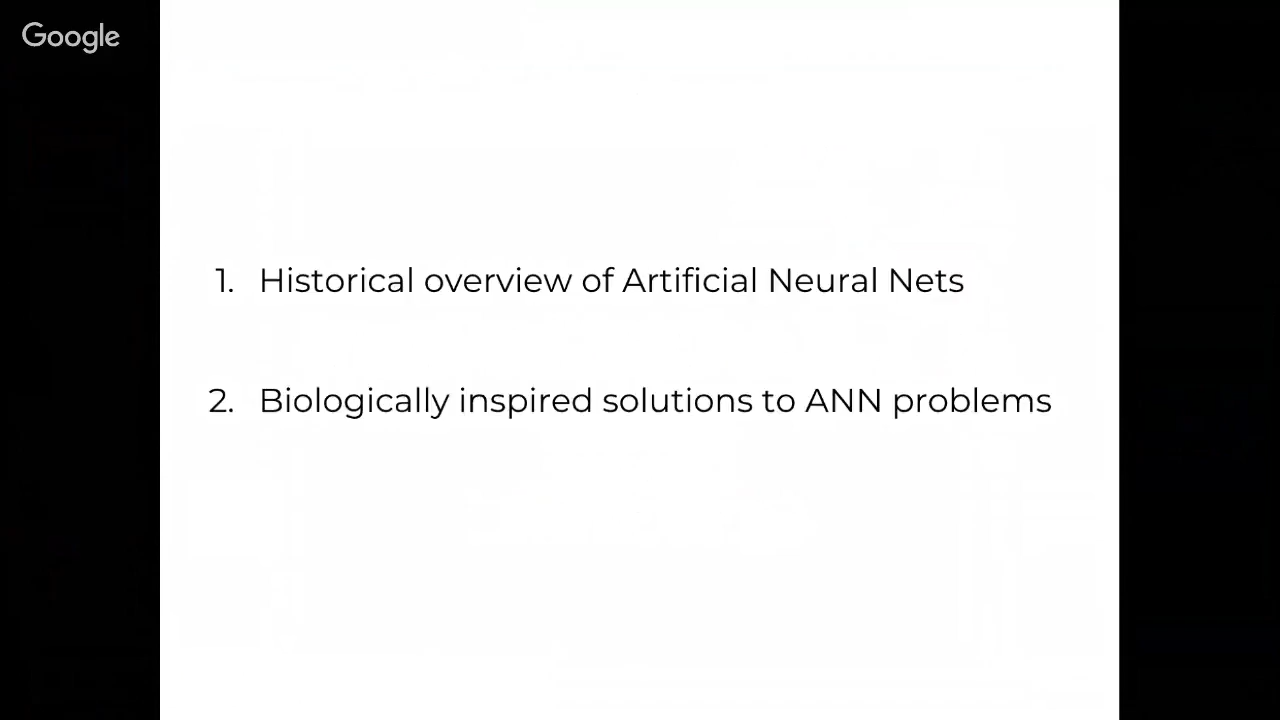 Google
1. Historical overview of Artificial Neural Nets
2. Biologically inspired solutions to ANN problems